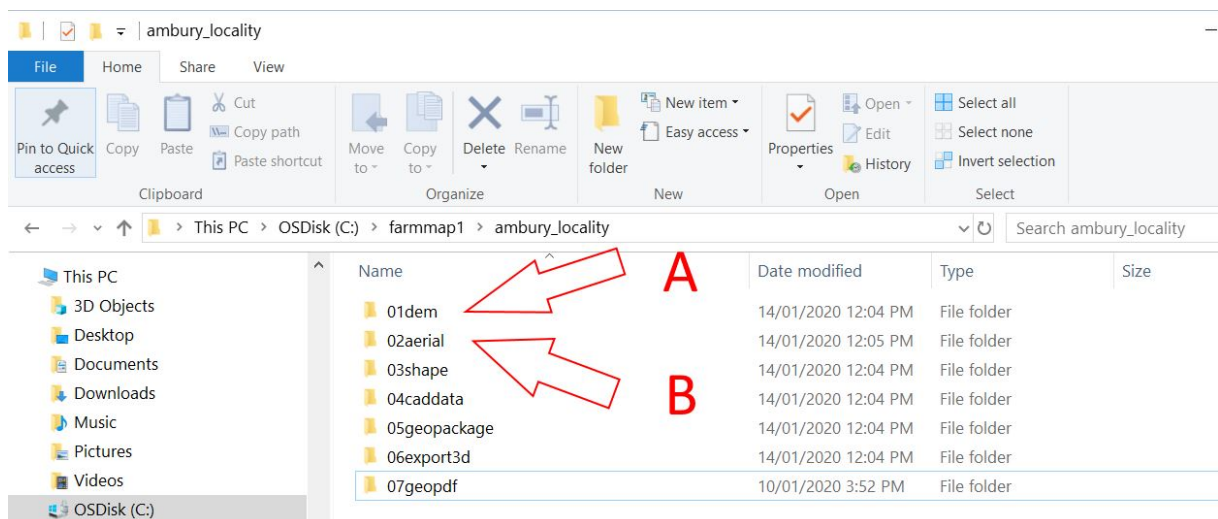 ambury_locality
File Home Share View
Pin to Quick access
Copy
Paste
Cut
Copy path
Paste shortcut
Move to
Copy to
Delete
Rename
New folder
New item
Easy access
Properties
Open
Edit
History
Select all
Select none
Invert selection
Clipboard Organize New Open Select
This PC > OSDisk (C:) > farmmap1 > ambury_locality
Search ambury_locality
Name Date modified Type Size
This PC
3D Objects
Desktop
Documents
Downloads
Music
Pictures
Videos
OSDisk (C:)
A
01dem 14/01/2020 12:04 PM File folder
02aerial 14/01/2020 12:05 PM File folder
03shape 14/01/2020 12:04 PM File folder
B
04caddata 14/01/2020 12:04 PM File folder
05geopackage 14/01/2020 12:04 PM File folder
06export3d 14/01/2020 12:04 PM File folder
07geopdf 10/01/2020 3:52 PM File folder